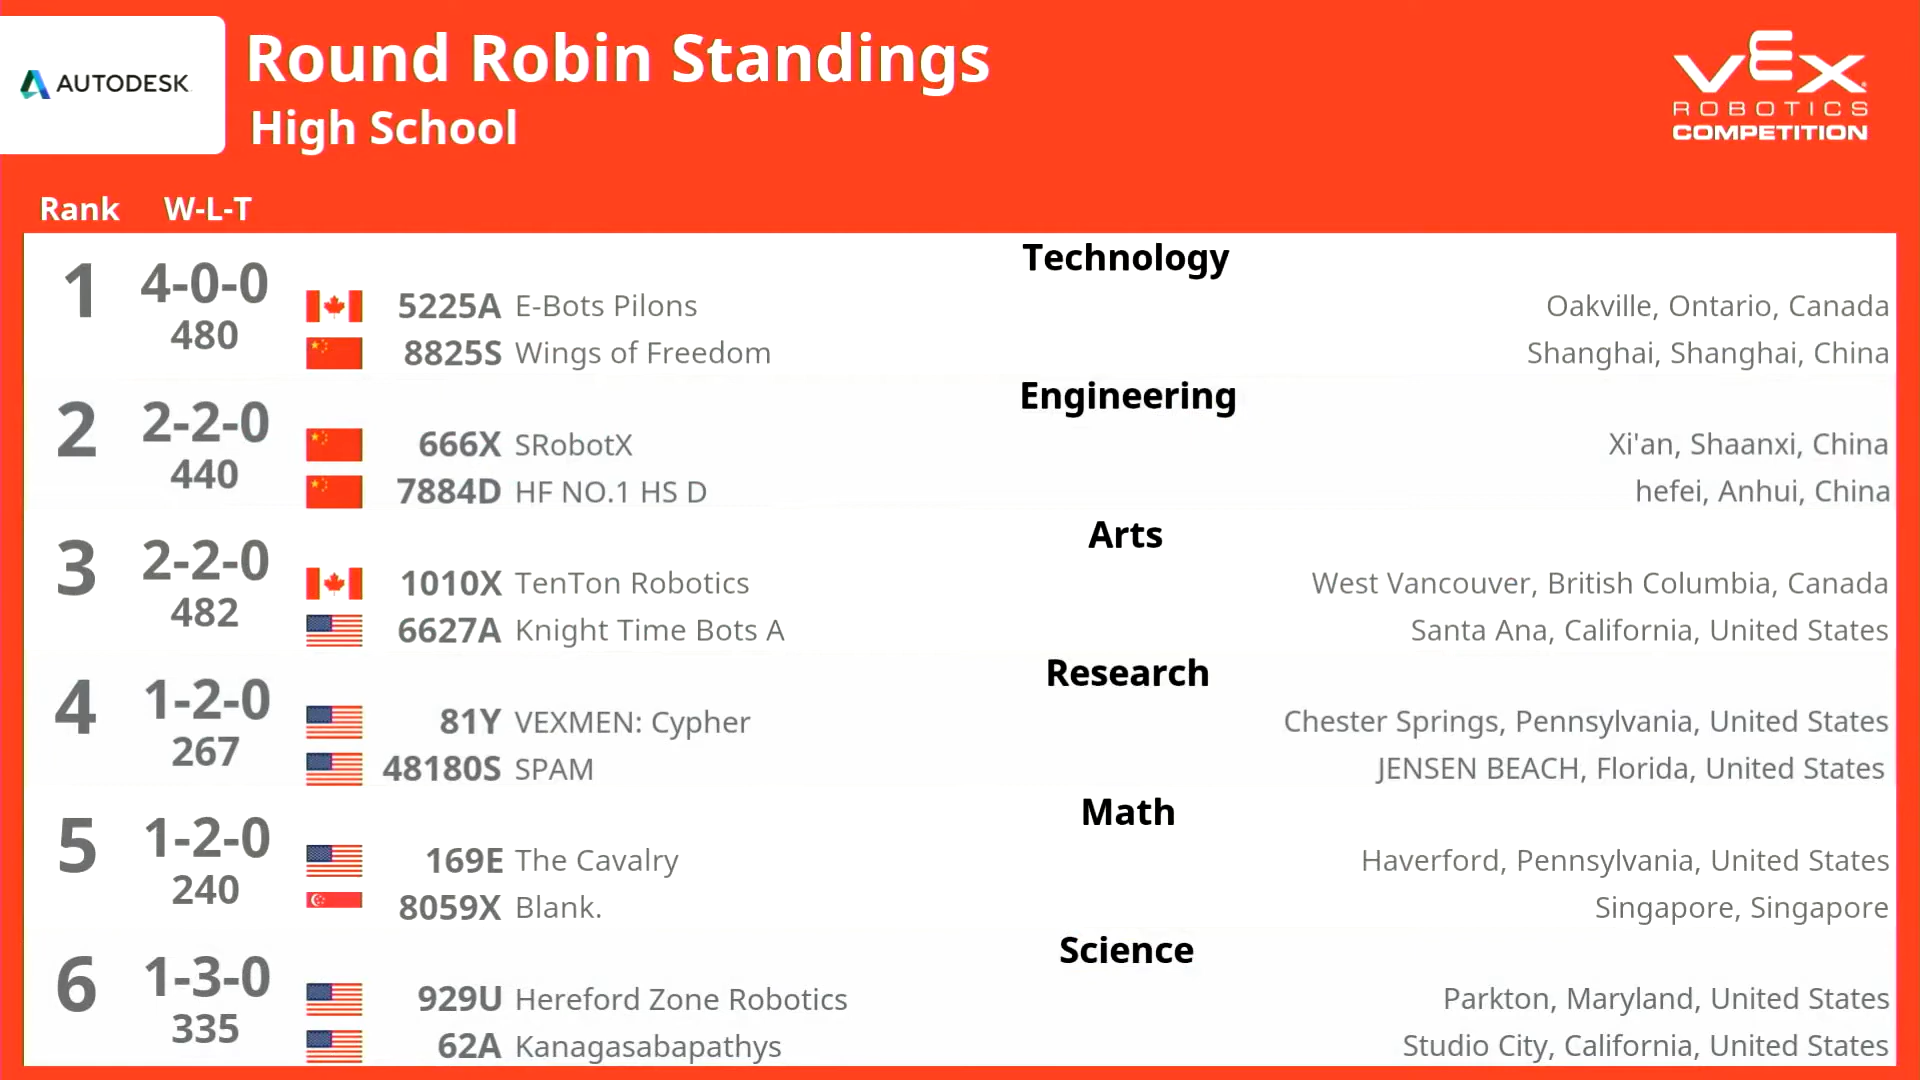 AUTODESK
Round Robin Standings
High School
VEX
ROBOTICS
COMPETITION
Rank W-L-T
Technology
1 4-0-0
480
5225A E-Bots Pilons Oakville, Ontario, Canada
8825S Wings of Freedom Shanghai, Shanghai, China
Engineering
2 2-2-0
440
666X SRobotX Xi'an, Shaanxi, China
7884D HF NO.1 HS D hefei, Anhui, China
Arts
3 2-2-0
482
1010X TenTon Robotics West Vancouver, British Columbia, Canada
6627A Knight Time Bots A Santa Ana, California, United States
Research
4 1-2-0
267
81Y VEXMEN: Cypher Chester Springs, Pennsylvania, United States
48180S SPAM JENSEN BEACH, Florida, United States
Math
5 1-2-0
240
169E The Cavalry Haverford, Pennsylvania, United States
8059X Blank. Singapore, Singapore
Science
6 1-3-0
335
929U Hereford Zone Robotics Parkton, Maryland, United States
62A Kanagasabapathys Studio City, California, United States